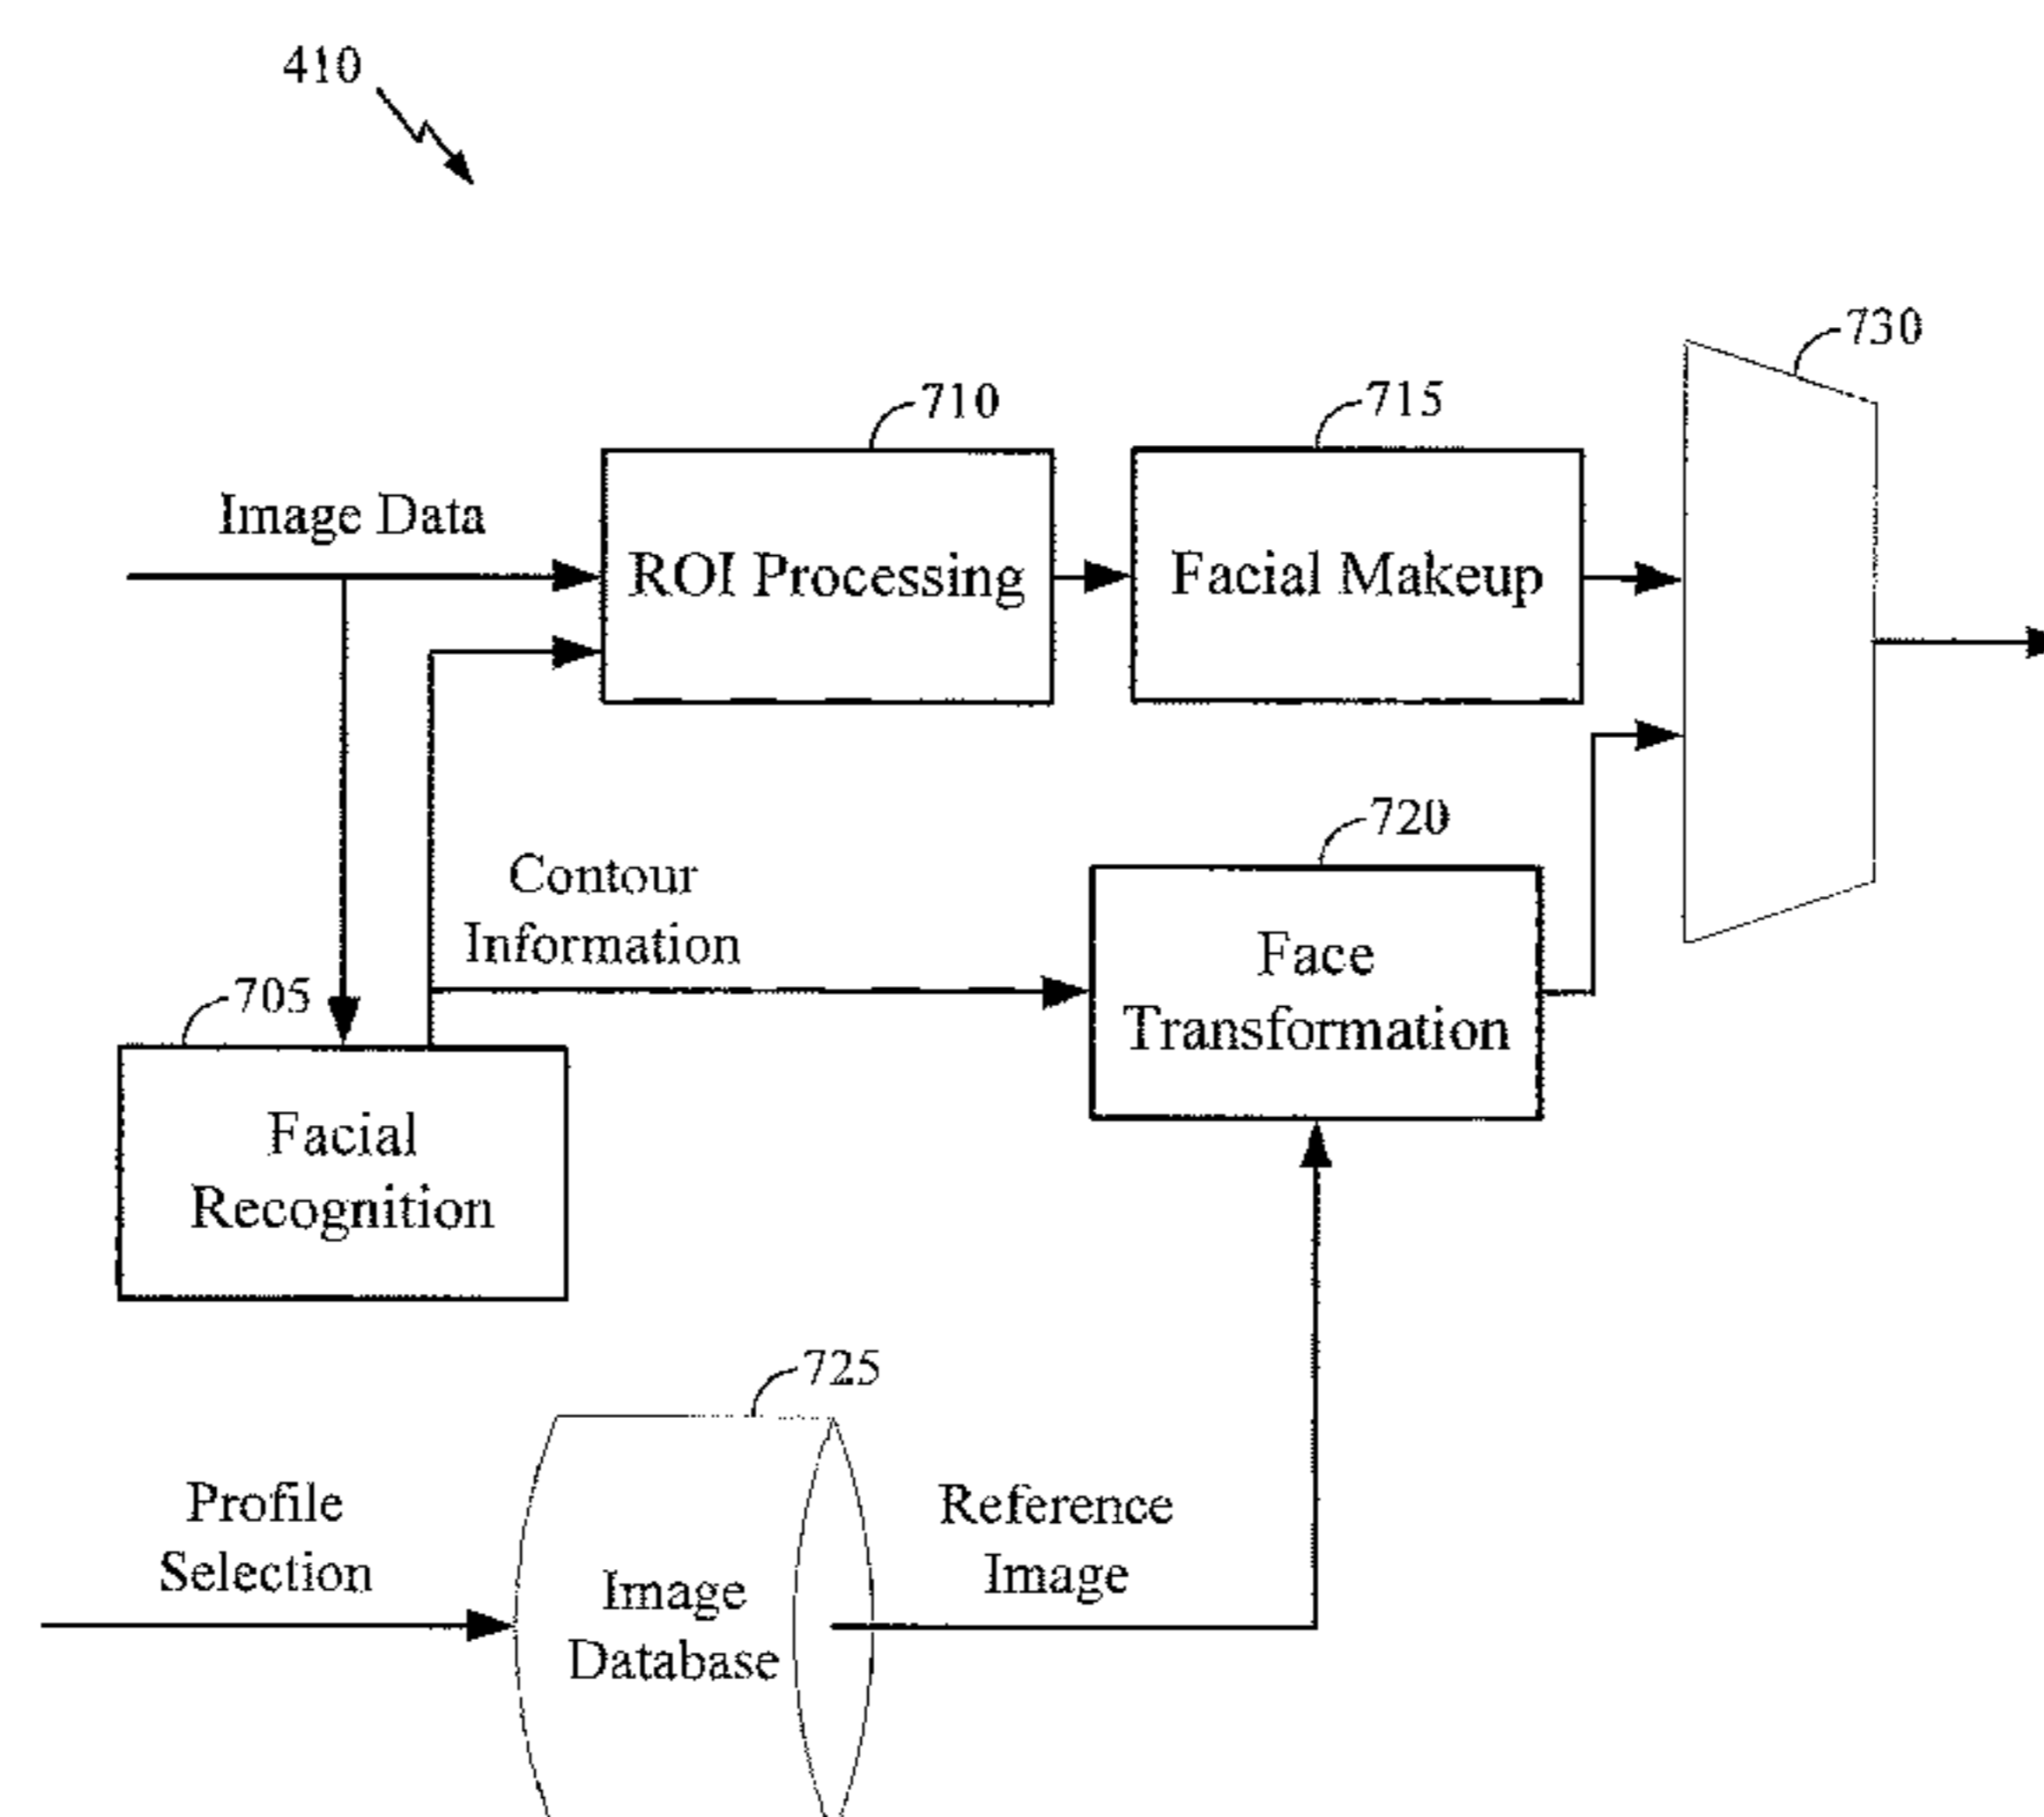 410
730
710
715
Image Data
ROI Processing
Facial Makeup
720
Contour
Information
Face
Transformation
705
Facial
Recognition
725
Profile
Selection
Image
Database
Reference
Image